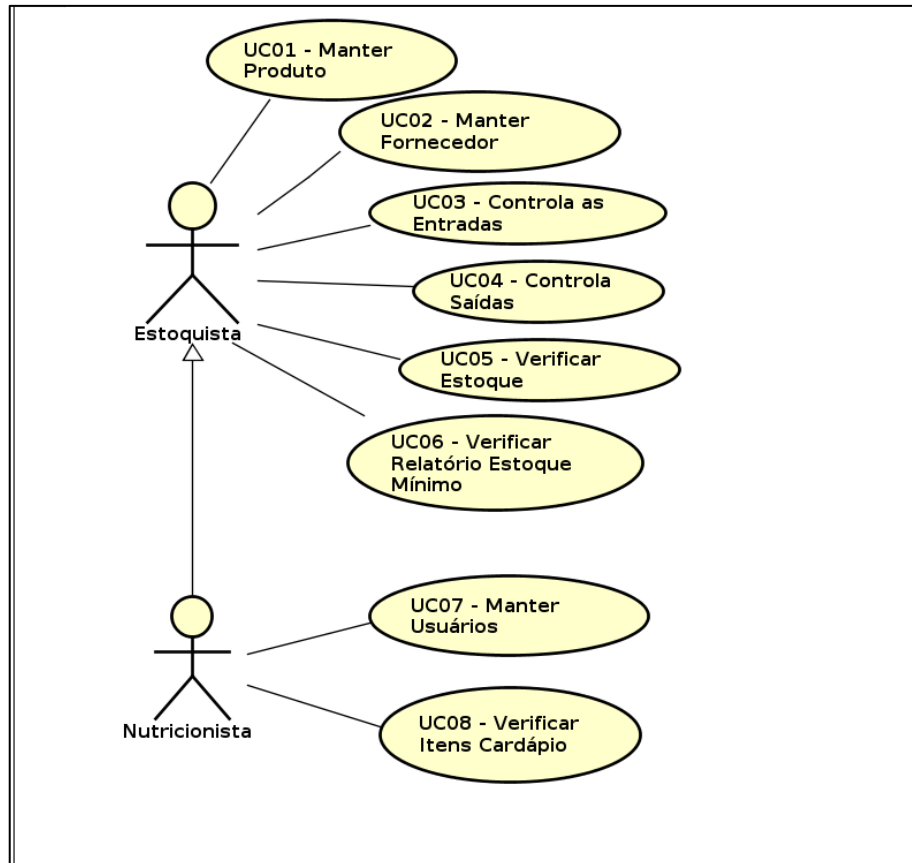 UC01 - Manter
Produto
UC02 - Manter
Fornecedor
UC03 - Controla as
Entradas
UC04 - Controla
Saídas
Estoquista
UC05 - Verificar
Estoque
UC06 - Verificar
Relatório Estoque
Mínimo
UC07 - Manter
Usuários
Nutricionista
UC08 - Verificar
Itens Cardápio